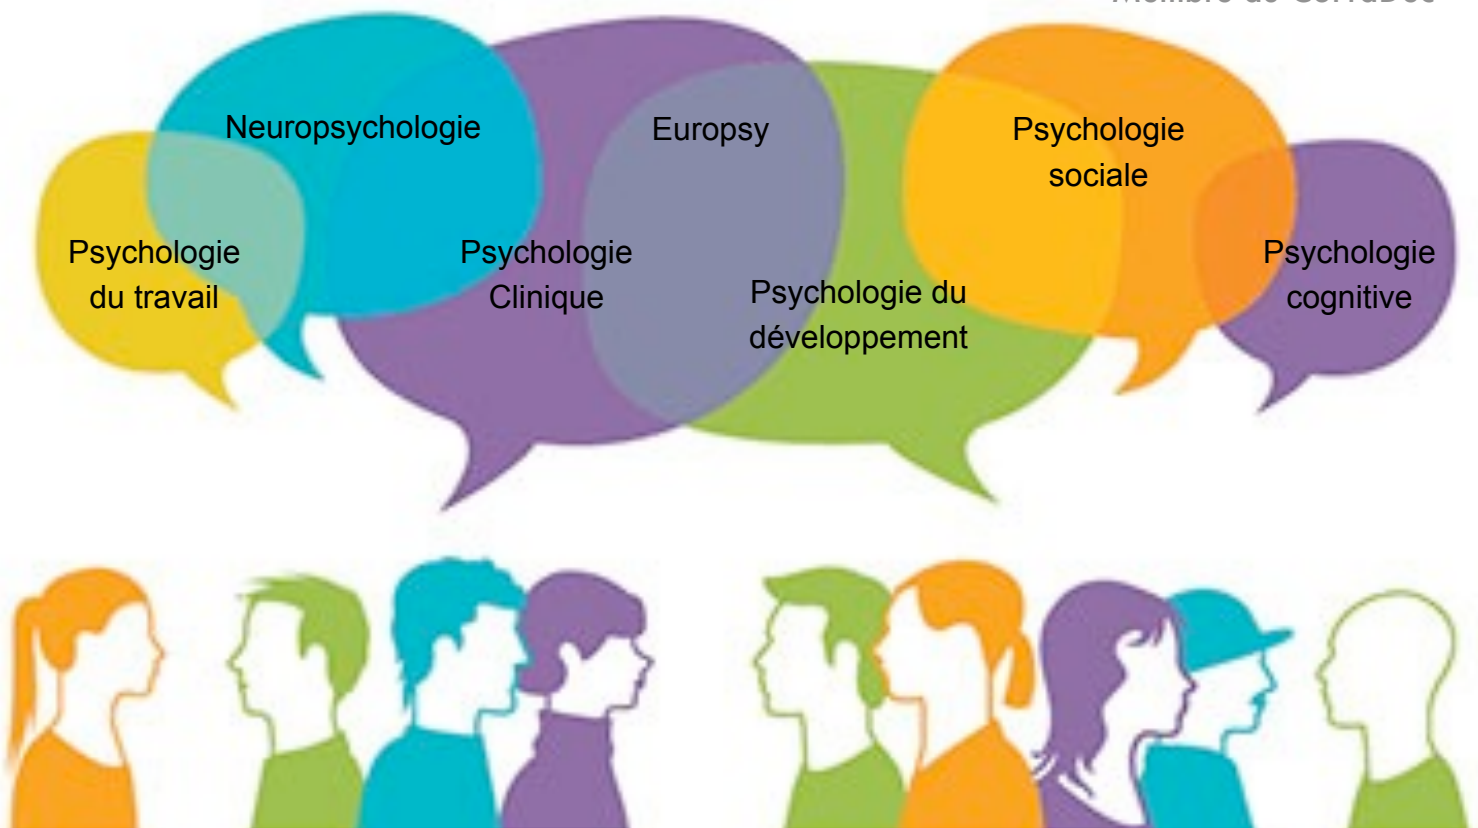 Neuropsychologie
Europsy
Psychologie
sociale
Psychologie
du travail
Psychologie
Clinique
Psychologie du
développement
Psychologie
cognitive